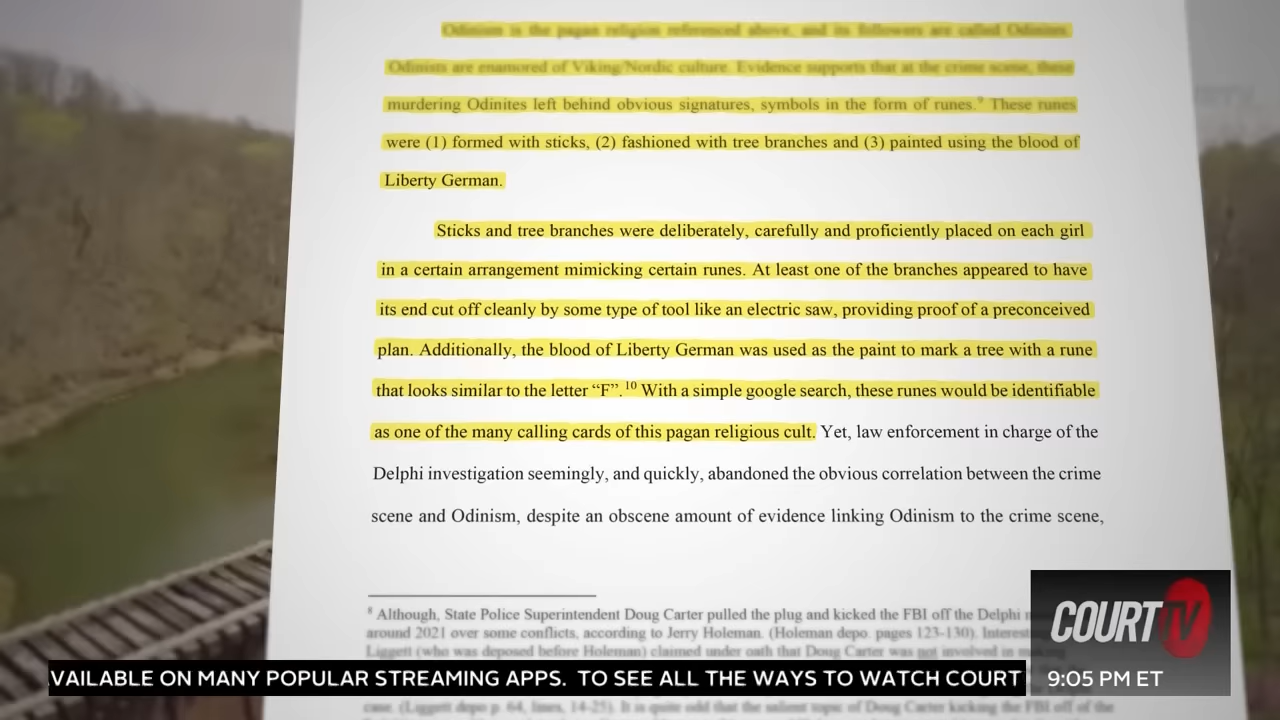 Odinism is the pagan religion referenced above, and its followers are called Odinites.
Odinists are enamored of Viking/Nordic culture. Evidence supports that at the crime scene, these
murdering Odinites left behind obvious signatures, symbols in the form of runes.⁹ These runes
were (1) formed with sticks, (2) fashioned with tree branches and (3) painted using the blood of
Liberty German.
Sticks and tree branches were deliberately, carefully and proficiently placed on each girl
in a certain arrangement mimicking certain runes. At least one of the branches appeared to have
its end cut off cleanly by some type of tool like an electric saw, providing proof of a preconceived
plan. Additionally, the blood of Liberty German was used as the paint to mark a tree with a rune
that looks similar to the letter “F”.¹⁰ With a simple google search, these runes would be identifiable
as one of the many calling cards of this pagan religious cult. Yet, law enforcement in charge of the
Delphi investigation seemingly, and quickly, abandoned the obvious correlation between the crime
scene and Odinism, despite an obscene amount of evidence linking Odinism to the crime scene,
⁸ Although, State Police Superintendent Doug Carter pulled the plug and kicked the FBI off the Delphi
around 2021 over some conflicts, according to Jerry Holeman. (Holeman depo. pages 123-130).
Liggett (who was deposed before Holeman) claimed under oath that Doug Carter was not involved in
case. (Liggett depo p. 64, lines, 14-25). It is quite odd that the salient topic of Doug Carter kicking the FBI off of the
COURT TV
VAILABLE ON MANY POPULAR STREAMING APPS. TO SEE ALL THE WAYS TO WATCH COURT
9:05 PM ET